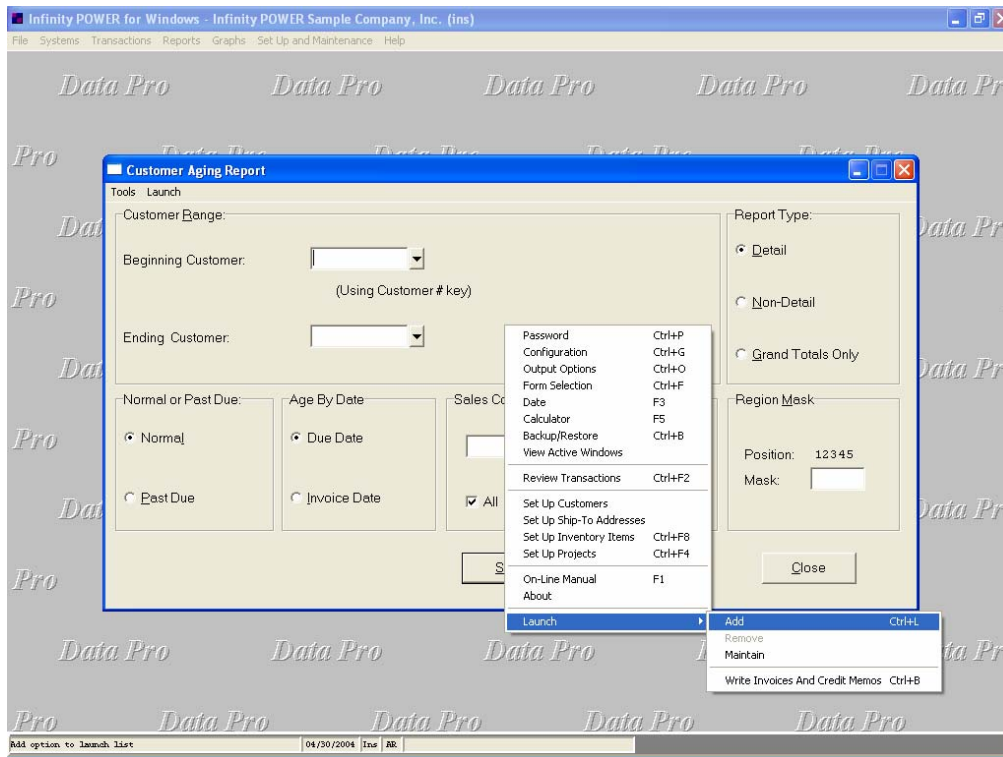 Infinity POWER for Windows - Infinity POWER Sample Company, Inc. (ins)
File Systems Transactions Reports Graphs Set Up and Maintenance Help
Data Pro Data Pro Data Pro Data Pro Data Pr
Pro
Customer Aging Report
Tools Launch
Customer Range:
Report Type:
Beginning Customer:
Detail
(Using Customer # key)
Non-Detail
Ending Customer:
Grand Totals Only
Normal or Past Due:
Age By Date
Sales Co
Region Mask
Normal
Due Date
Position: 12345
Mask:
Past Due
Invoice Date
All
S
Close
Password Ctrl+P
Configuration Ctrl+G
Output Options Ctrl+O
Form Selection Ctrl+F
Date F3
Calculator F5
Backup/Restore Ctrl+B
View Active Windows
Review Transactions Ctrl+F2
Set Up Customers
Set Up Ship-To Addresses
Set Up Inventory Items Ctrl+F8
Set Up Projects Ctrl+F4
On-Line Manual F1
About
Launch
Add Ctrl+L
Remove
Maintain
Write Invoices And Credit Memos Ctrl+B
Pro
Pro
Pro
Data Pro Data Pro Data Pro
Pro Data Pro Data Pro Data Pro Data Pro
Add option to launch list 04/30/2004 Ins AR